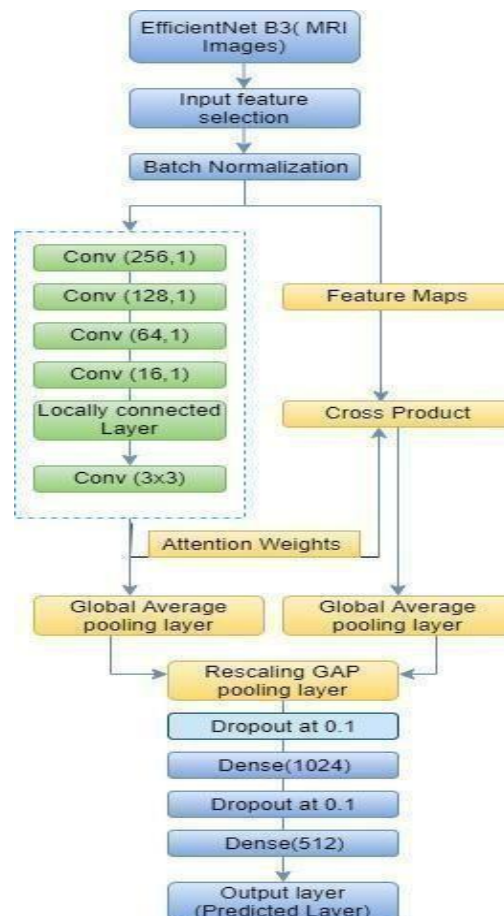 EfficientNet B3( MRI
Images)
Input feature
selection
Batch Normalization
Conv (256,1)
Conv (128,1)
Conv (64,1)
Conv (16,1)
Locally connected
Layer
Conv (3x3)
Feature Maps
Cross Product
Attention Weights
Global Average
pooling layer
Global Average
pooling layer
Rescaling GAP
pooling layer
Dropout at 0.1
Dense(1024)
Dropout at 0.1
Dense(512)
Output layer
(Predicted Layer)